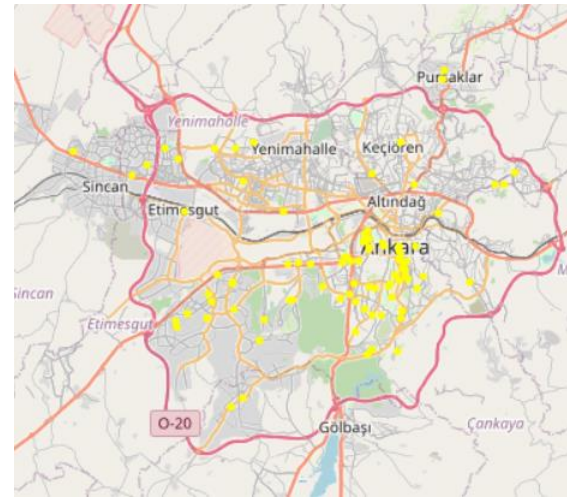 Pursaklar
Yenimahalle
Yenimahalle
Keçiören
Sincan
Etimesgut
Altındağ
Ankara
Sincan
Etimesgut
O-20
Gölbaşı
Çankaya